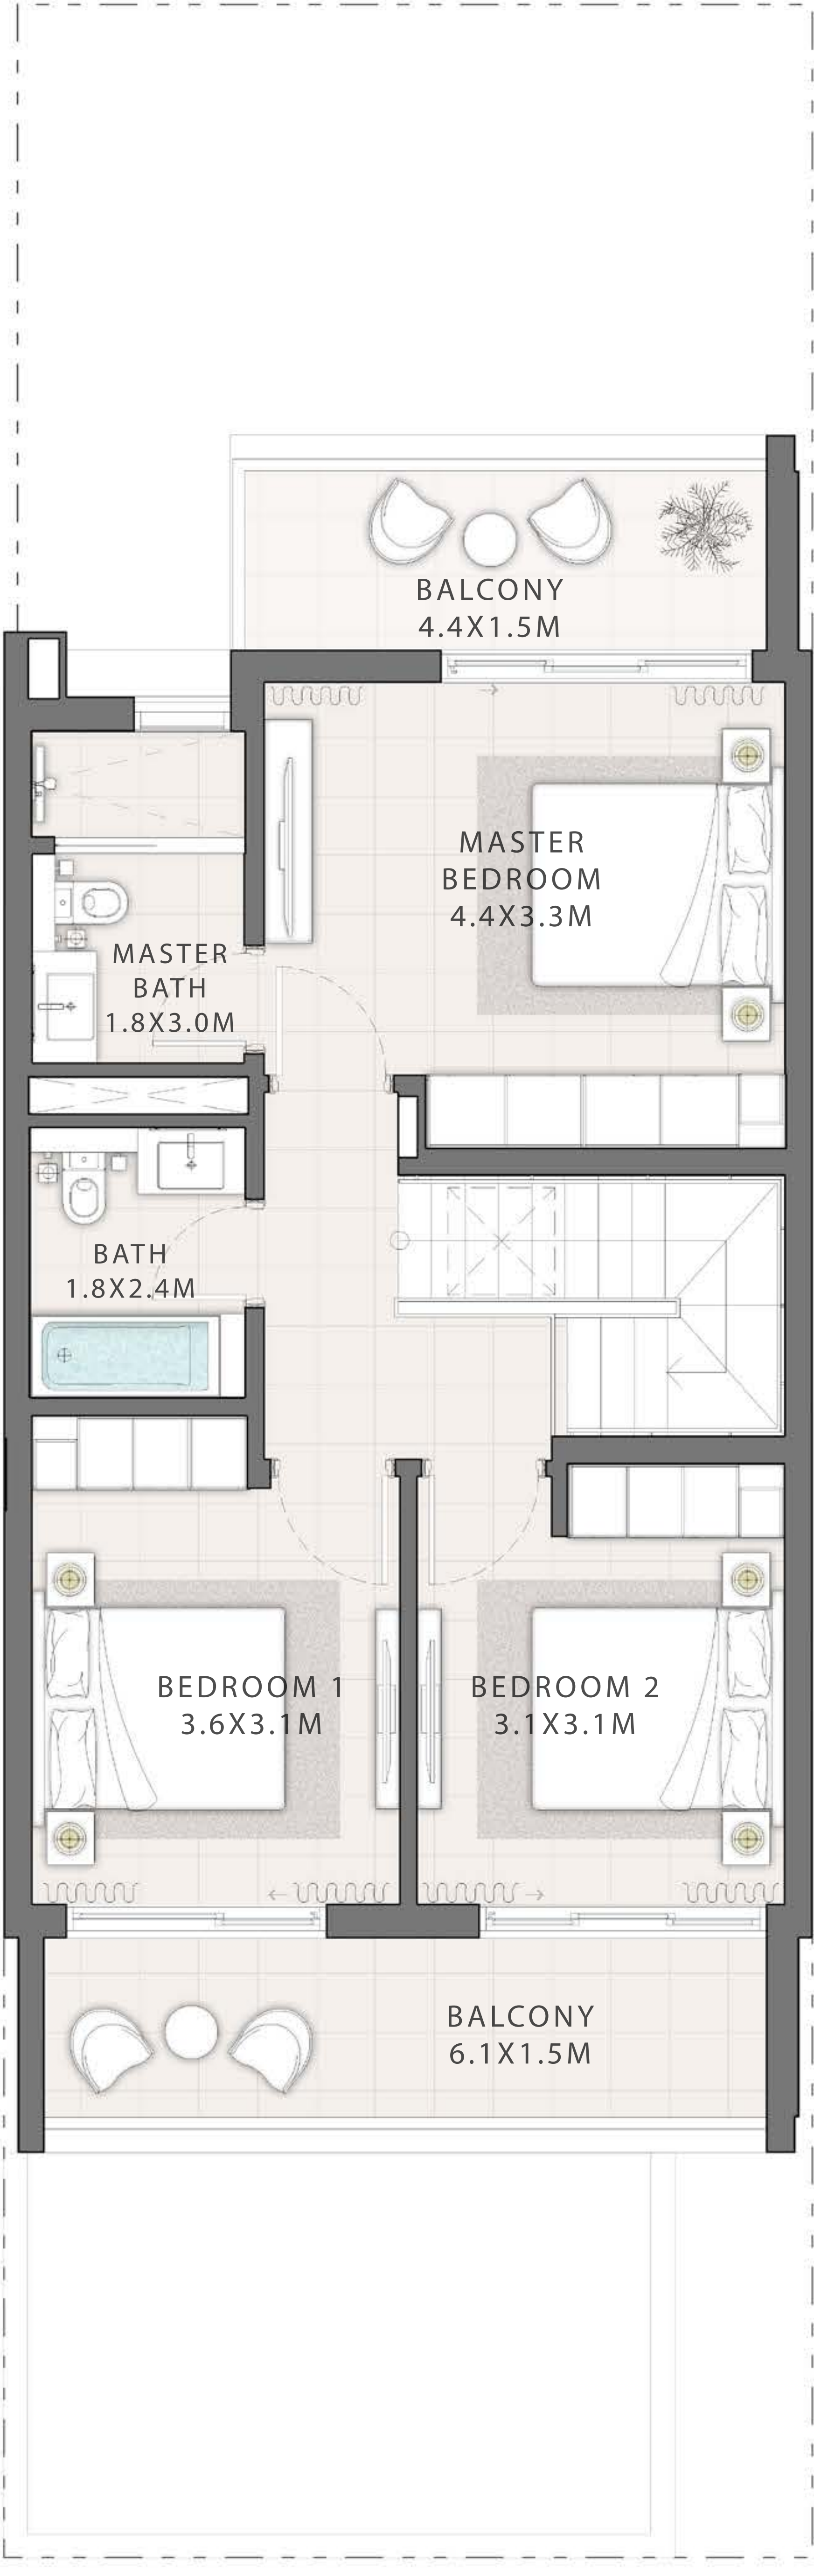 BALCONY
4.4X1.5M
MASTER
BEDROOM
4.4X3.3M
MASTER
BATH
1.8X3.0M
BATH
1.8X2.4M
BEDROOM 1
3.6X3.1M
BEDROOM 2
3.1X3.1M
BALCONY
6.1X1.5M